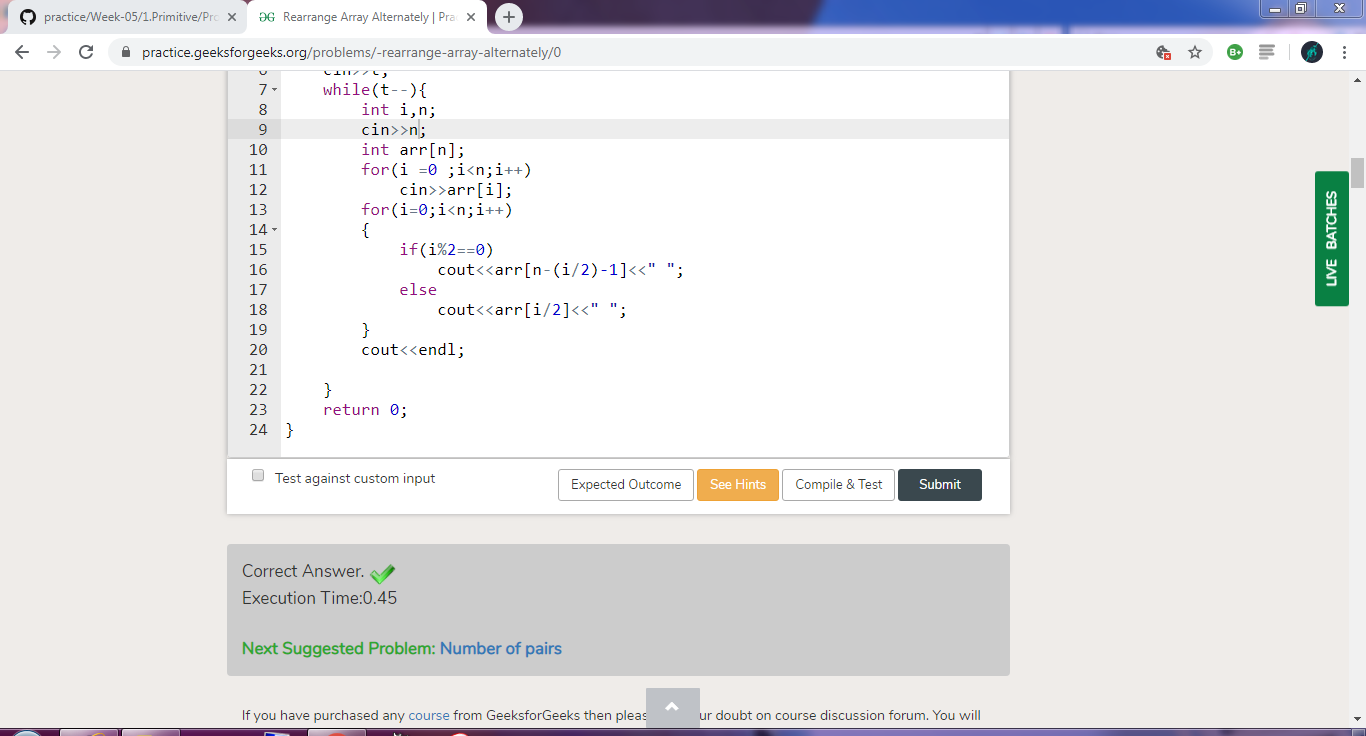 practice/Week-05/1.Primitive/Pro
Rearrange Array Alternately | Pra
practice.geeksforgeeks.org/problems/-rearrange-array-alternately/0
B+
6 cin>>t;
7 while(t--){
8 int i,n;
9 cin>>n;
10 int arr[n];
11 for(i =0 ;i<n;i++)
12 cin>>arr[i];
13 for(i=0;i<n;i++)
14 {
15 if(i%2==0)
16 cout<<arr[n-(i/2)-1]<<" ";
17 else
18 cout<<arr[i/2]<<" ";
19 }
20 cout<<endl;
21
22 }
23 return 0;
24 }
LIVE BATCHES
Test against custom input
Expected Outcome
See Hints
Compile & Test
Submit
Correct Answer.
Execution Time:0.45
Next Suggested Problem: Number of pairs
If you have purchased any course from GeeksforGeeks then pleas ur doubt on course discussion forum. You will